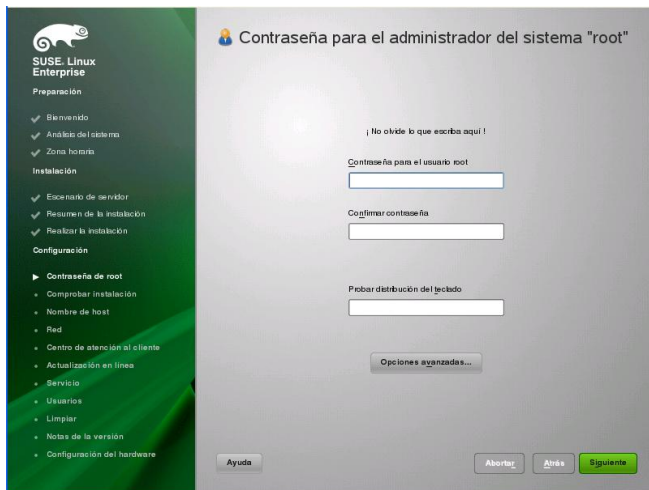 SUSE. Linux
Enterprise
Preparación
Bienvenido
Análisis del sistema
Zona horaria
Instalación
Escenario de servidor
Resumen de la instalación
Realizar la instalación
Configuración
Contraseña de root
Comprobar instalación
Nombre de host
Red
Centro de atención al cliente
Actualización en línea
Servicio
Usuarios
Limpiar
Notas de la versión
Configuración del hardware
Contraseña para el administrador del sistema "root"
¡ No olvide lo que escriba aquí !
Contraseña para el usuario root
Confirmar contraseña
Probar distribución del teclado
Opciones avanzadas...
Ayuda
Abortar
Atrás
Siguiente